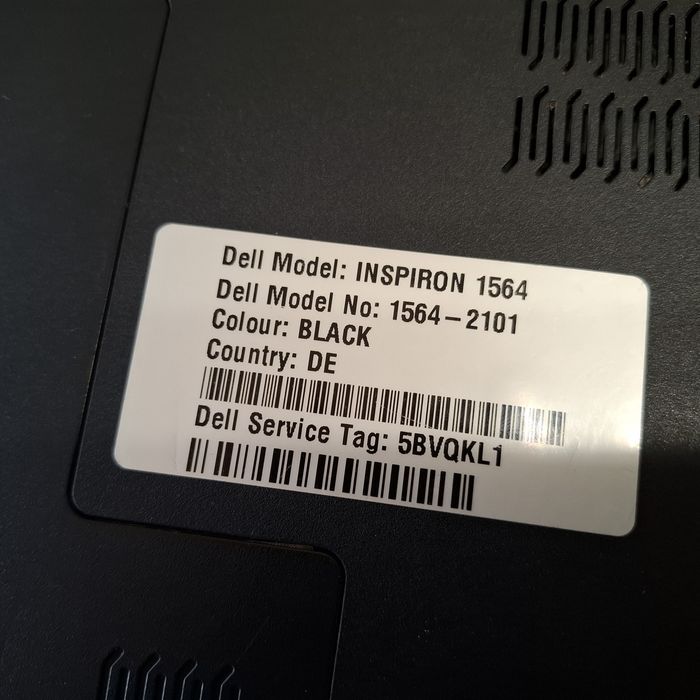 Dell Model: INSPIRON 1564
Dell Model No: 1564-2101
Colour: BLACK
Country: DE
Dell Service Tag: 5BVQKL1